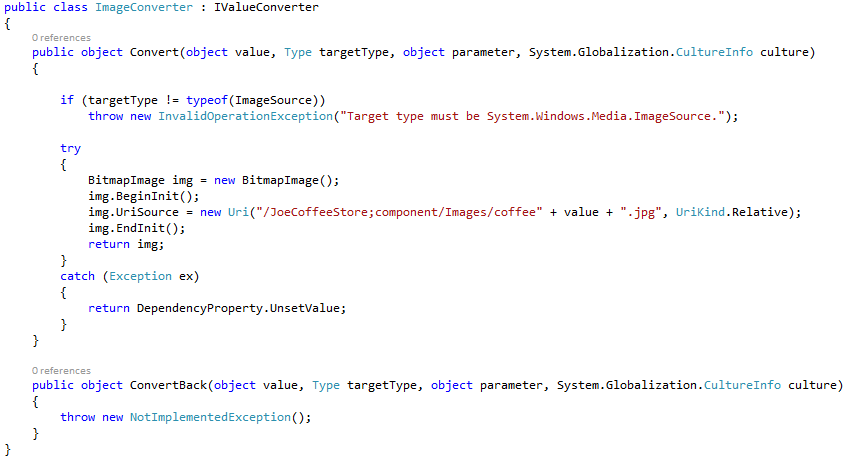 public class ImageConverter : IValueConverter
{
0 references
public object Convert(object value, Type targetType, object parameter, System.Globalization.CultureInfo culture)
{
if (targetType != typeof(ImageSource))
throw new InvalidOperationException("Target type must be System.Windows.Media.ImageSource.");
try
{
BitmapImage img = new BitmapImage();
img.BeginInit();
img.UriSource = new Uri("/JoeCoffeeStore;component/Images/coffee" + value + ".jpg", UriKind.Relative);
img.EndInit();
return img;
}
catch (Exception ex)
{
return DependencyProperty.UnsetValue;
}
}
0 references
public object ConvertBack(object value, Type targetType, object parameter, System.Globalization.CultureInfo culture)
{
throw new NotImplementedException();
}
}